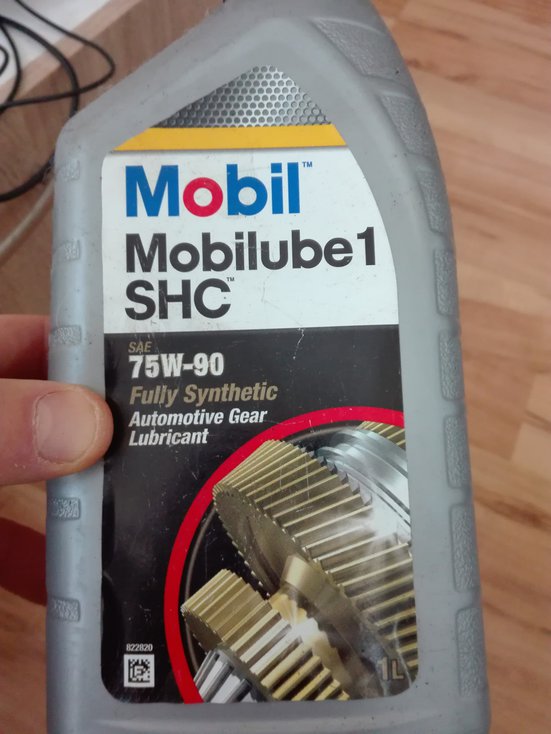 Mobil™
Mobilube1
SHC™
SAE
75W-90
Fully Synthetic
Automotive Gear
Lubricant
822820
1L